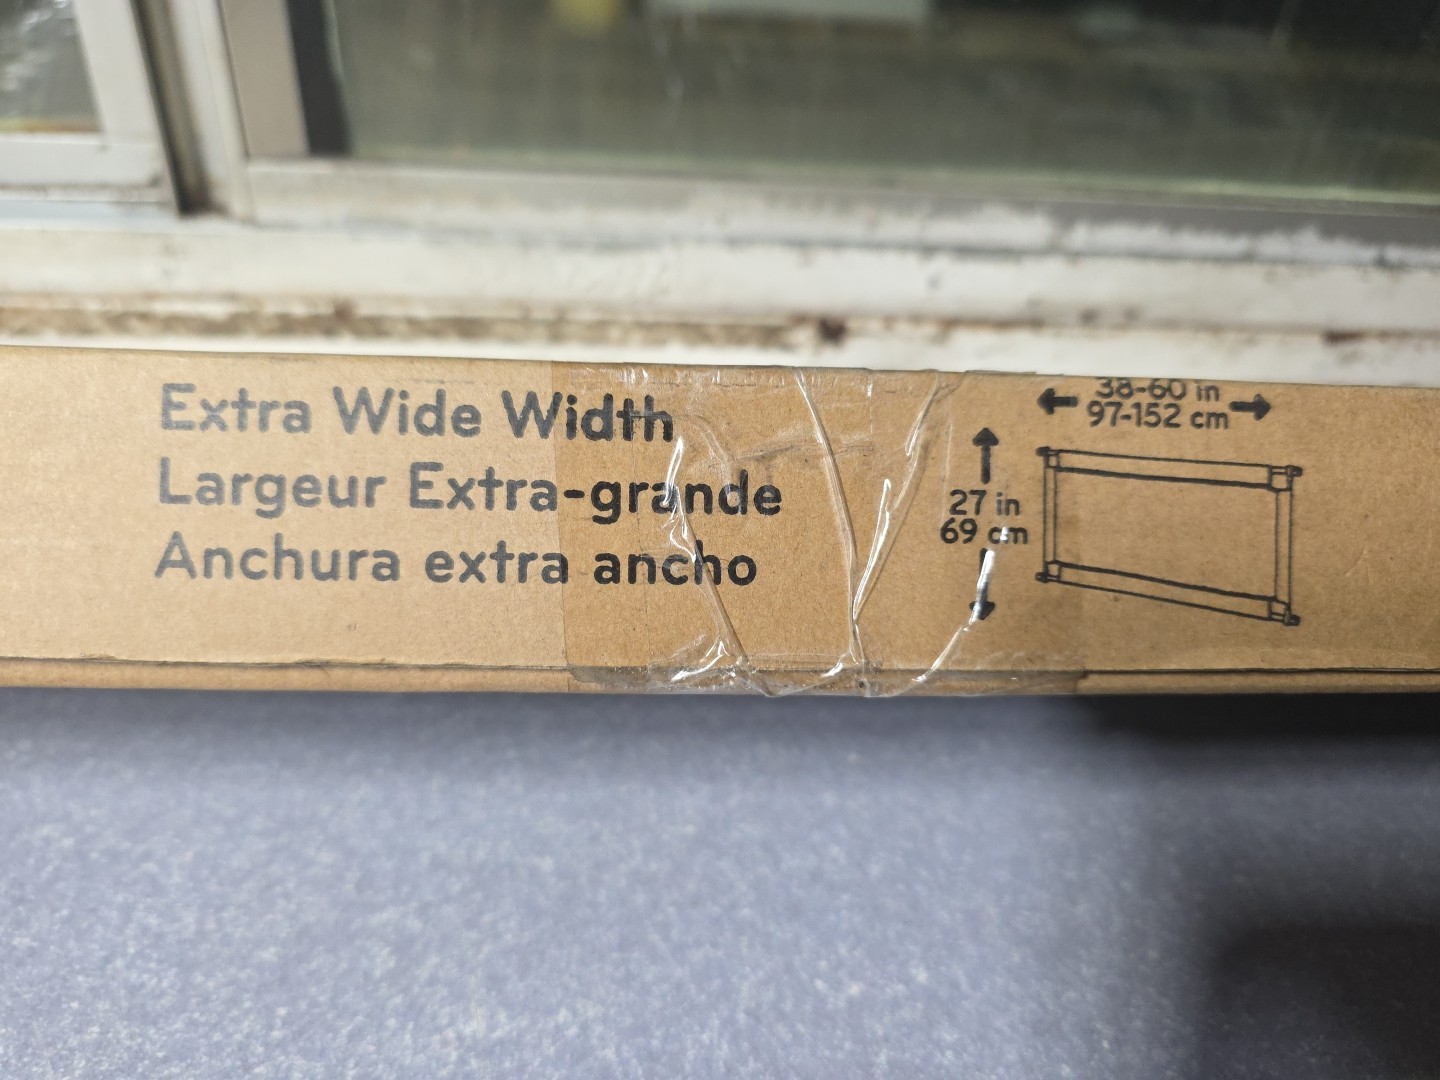 Extra Wide Width
Largeur Extra-grande
Anchura extra ancho
38-60 in
97-152 cm
27 in
69 cm